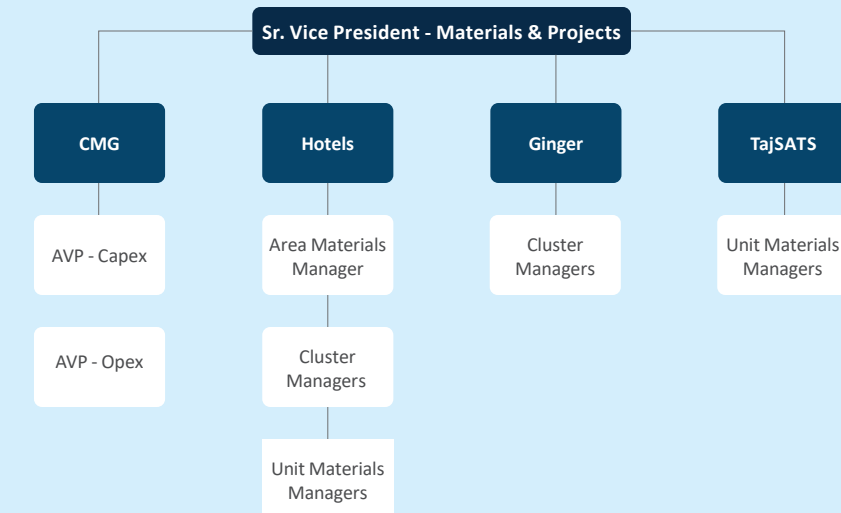 Sr. Vice President - Materials & Projects
CMG
Hotels
Ginger
TajSATS
AVP - Capex
Area Materials
Manager
Cluster
Managers
Unit Materials
Managers
AVP - Opex
Cluster
Managers
Unit Materials
Managers